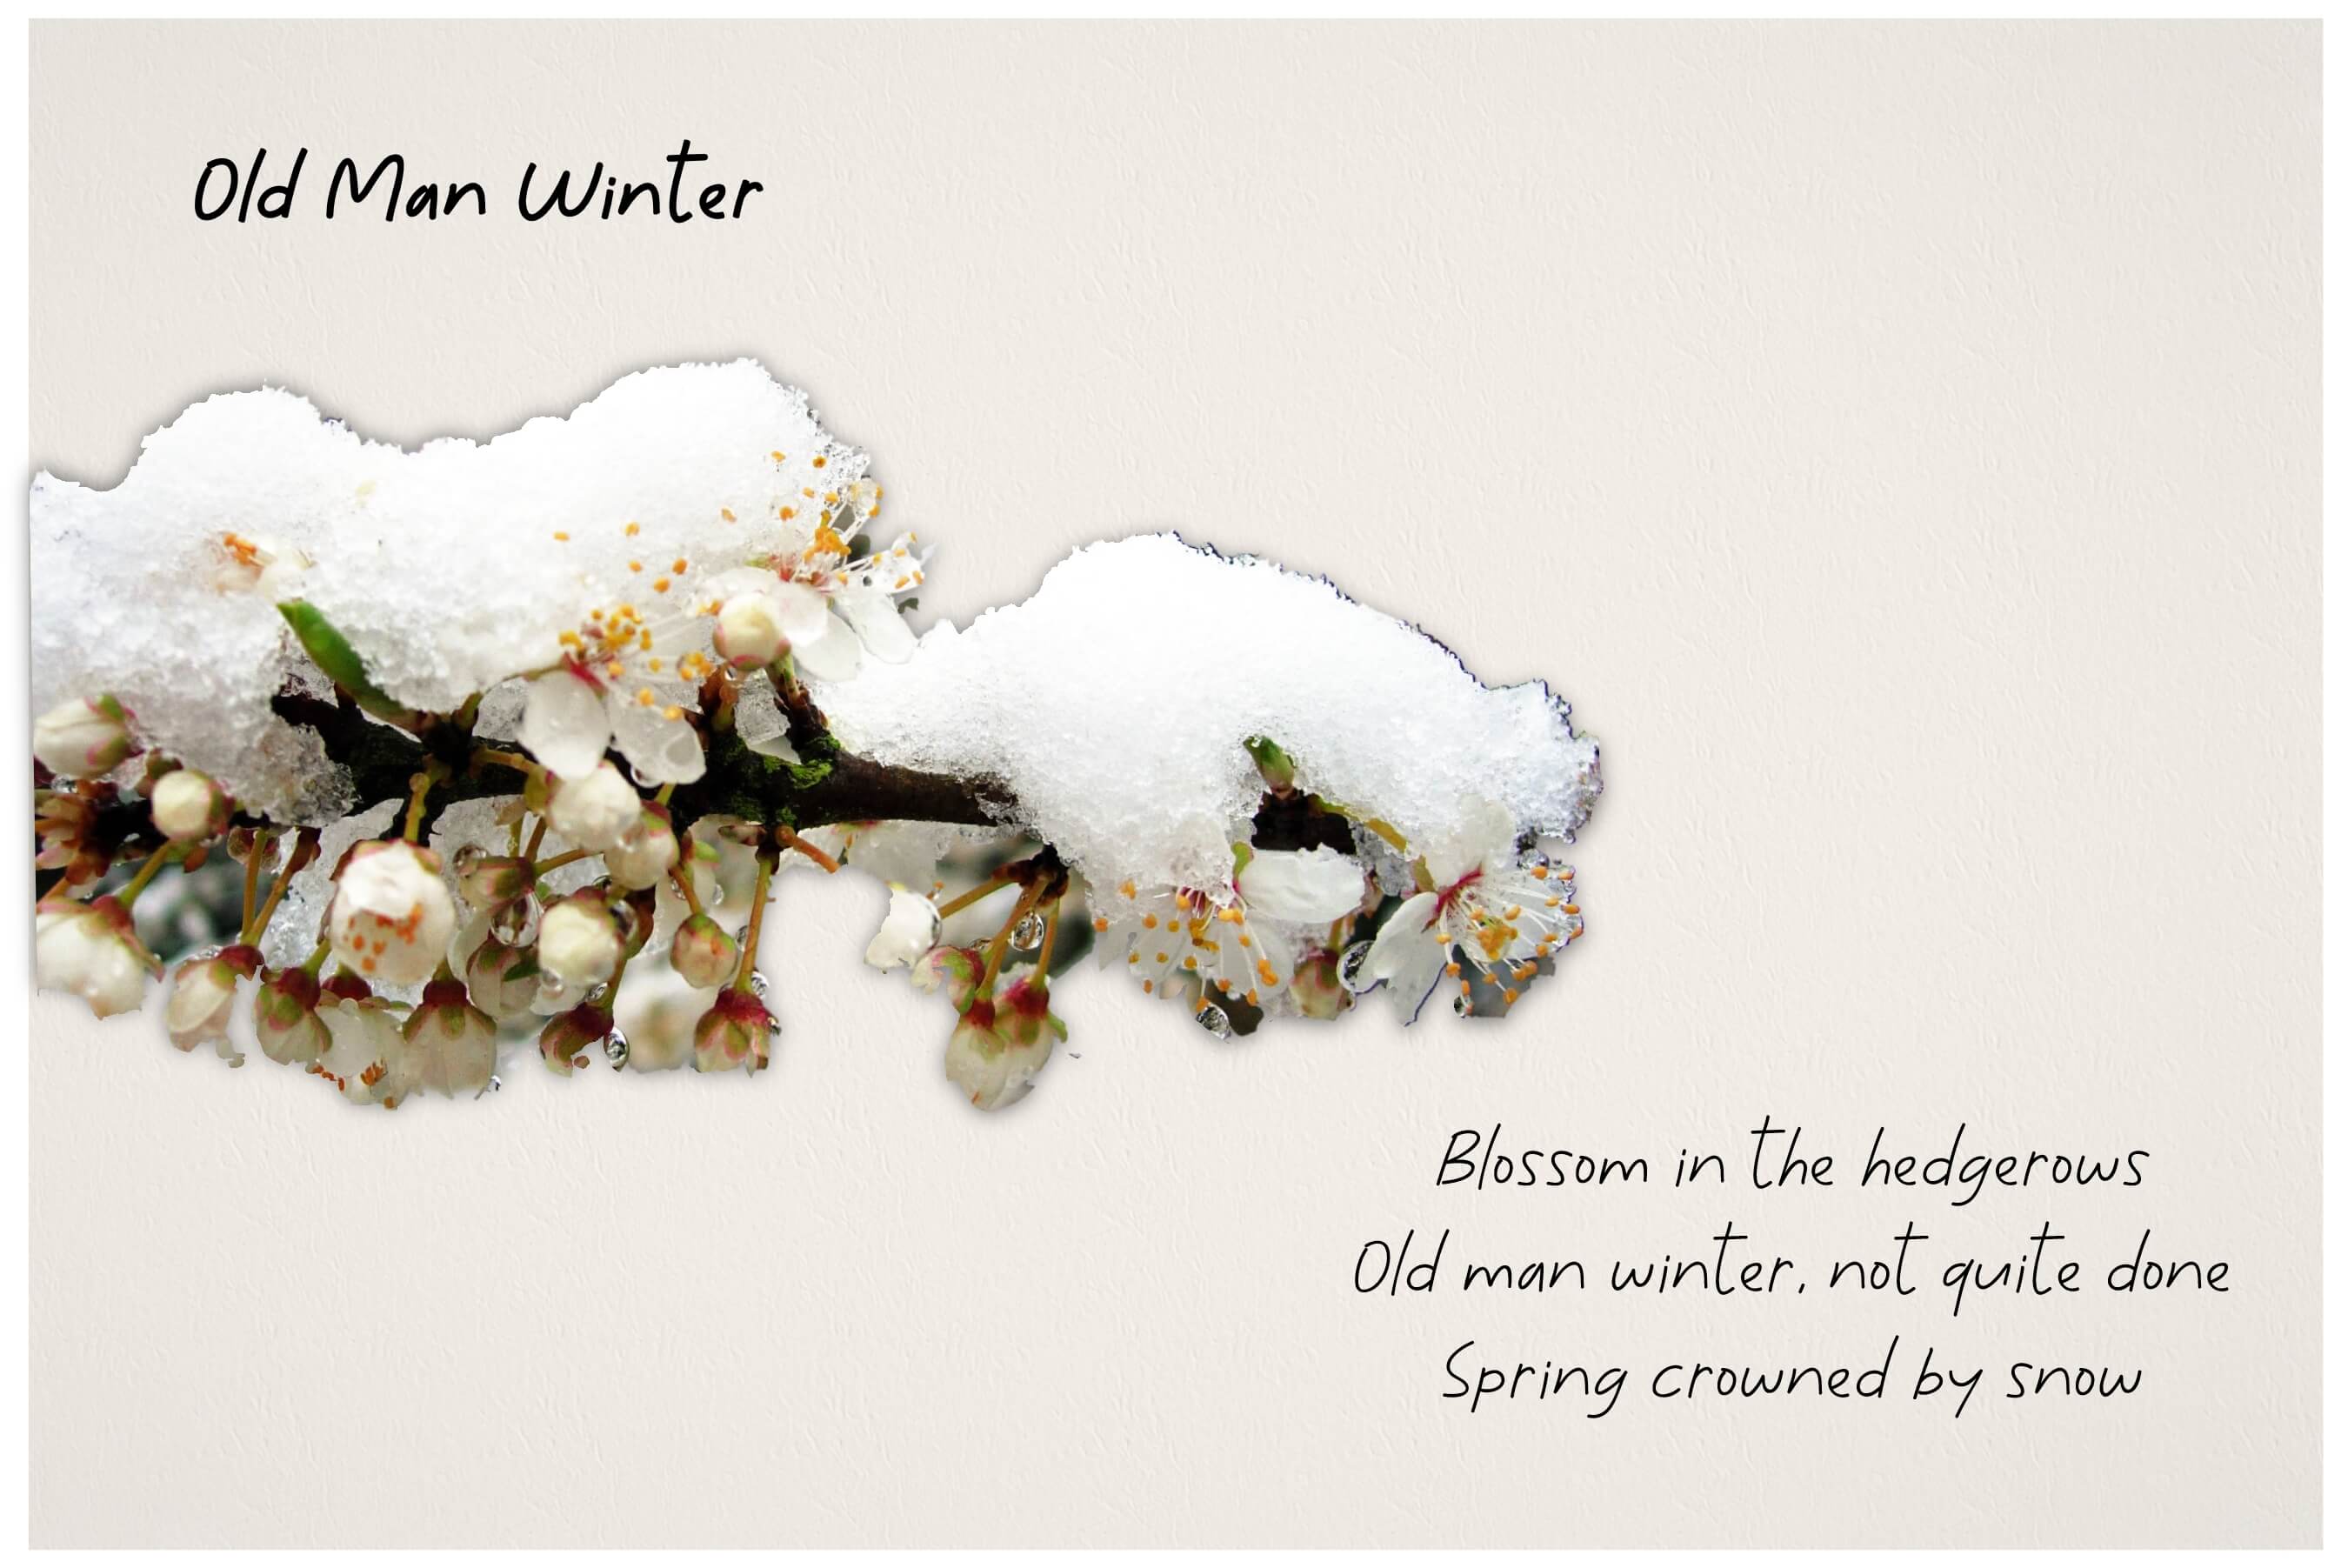 Old Man Winter
Blossom in the hedgerows
Old man winter, not quite done
Spring crowned by snow